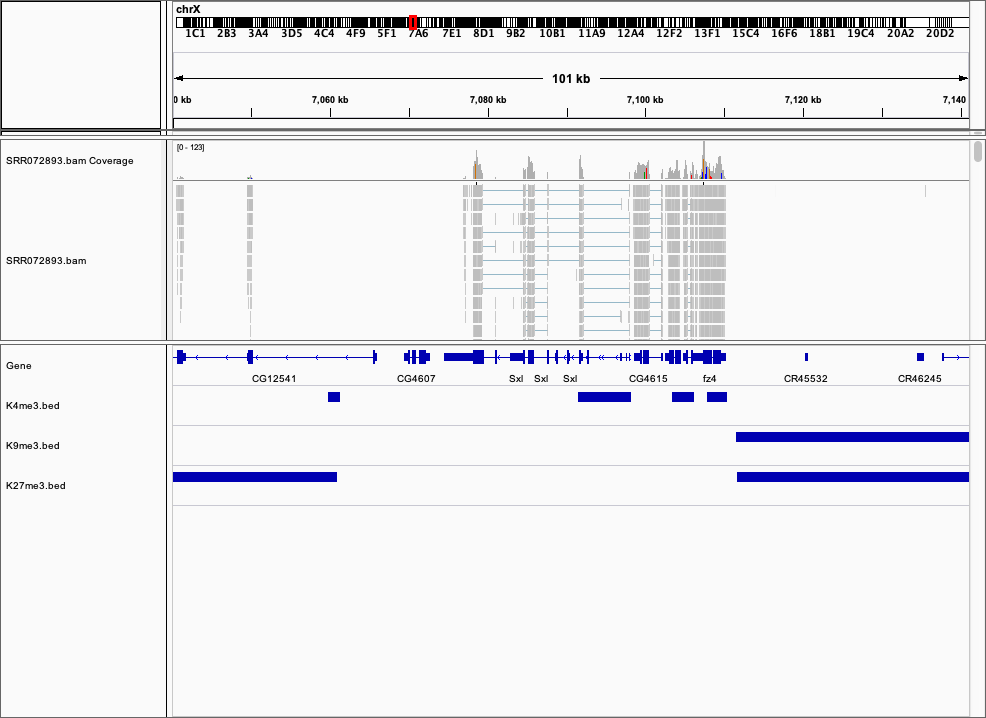 chrX
1C1 2B3 3A4 3D5 4C4 4F9 5F1 7A6 7E1 8D1 9B2 10B1 11A9 12A4 12F2 13F1 15C4 16F6 18B1 19C4 20A2 20D2
101 kb
0 kb 7,060 kb 7,080 kb 7,100 kb 7,120 kb 7,140
[0 - 123]
SRR072893.bam Coverage
SRR072893.bam
Gene
CG12541 CG4607 Sxl Sxl Sxl CG4615 fz4 CR45532 CR46245
K4me3.bed
K9me3.bed
K27me3.bed